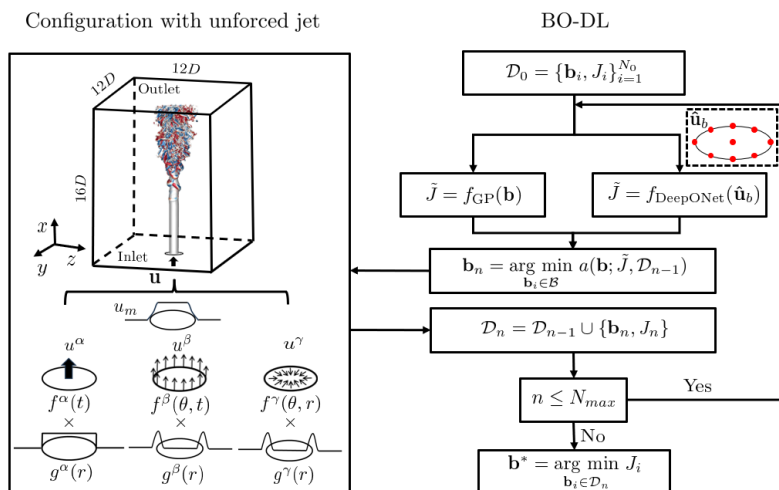 Configuration with unforced jet
12D
12D
Outlet
16D
x
y
z
Inlet
u
u_m
u^α
u^β
u^γ
f^α(t)
f^β(θ, t)
f^γ(θ, r)
×
×
×
g^α(r)
g^β(r)
g^γ(r)
BO-DL
𝒟_0 = {b_i, J_i}_{i=1}^{N_0}
û_b
J̃ = f_GP(b)
J̃ = f_DeepONet(û_b)
b_n = arg min a(b; J̃, 𝒟_{n−1})
b_i∈ℬ
𝒟_n = 𝒟_{n−1} ∪ {b_n, J_n}
n ≤ N_max
Yes
No
b* = arg min J_i
b_i∈𝒟_n